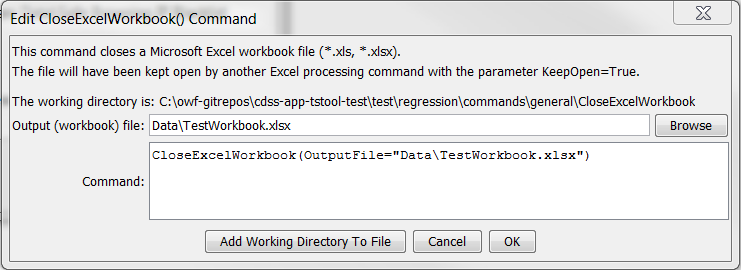 Edit CloseExcelWorkbook() Command
This command closes a Microsoft Excel workbook file (*.xls, *.xlsx).
The file will have been kept open by another Excel processing command with the parameter KeepOpen=True.
The working directory is: C:\owf-gitrepos\cdss-app-tstool-test\test\regression\commands\general\CloseExcelWorkbook
Output (workbook) file: Data\TestWorkbook.xlsx Browse
CloseExcelWorkbook(OutputFile="Data\TestWorkbook.xlsx")
Command:
Add Working Directory To File Cancel OK